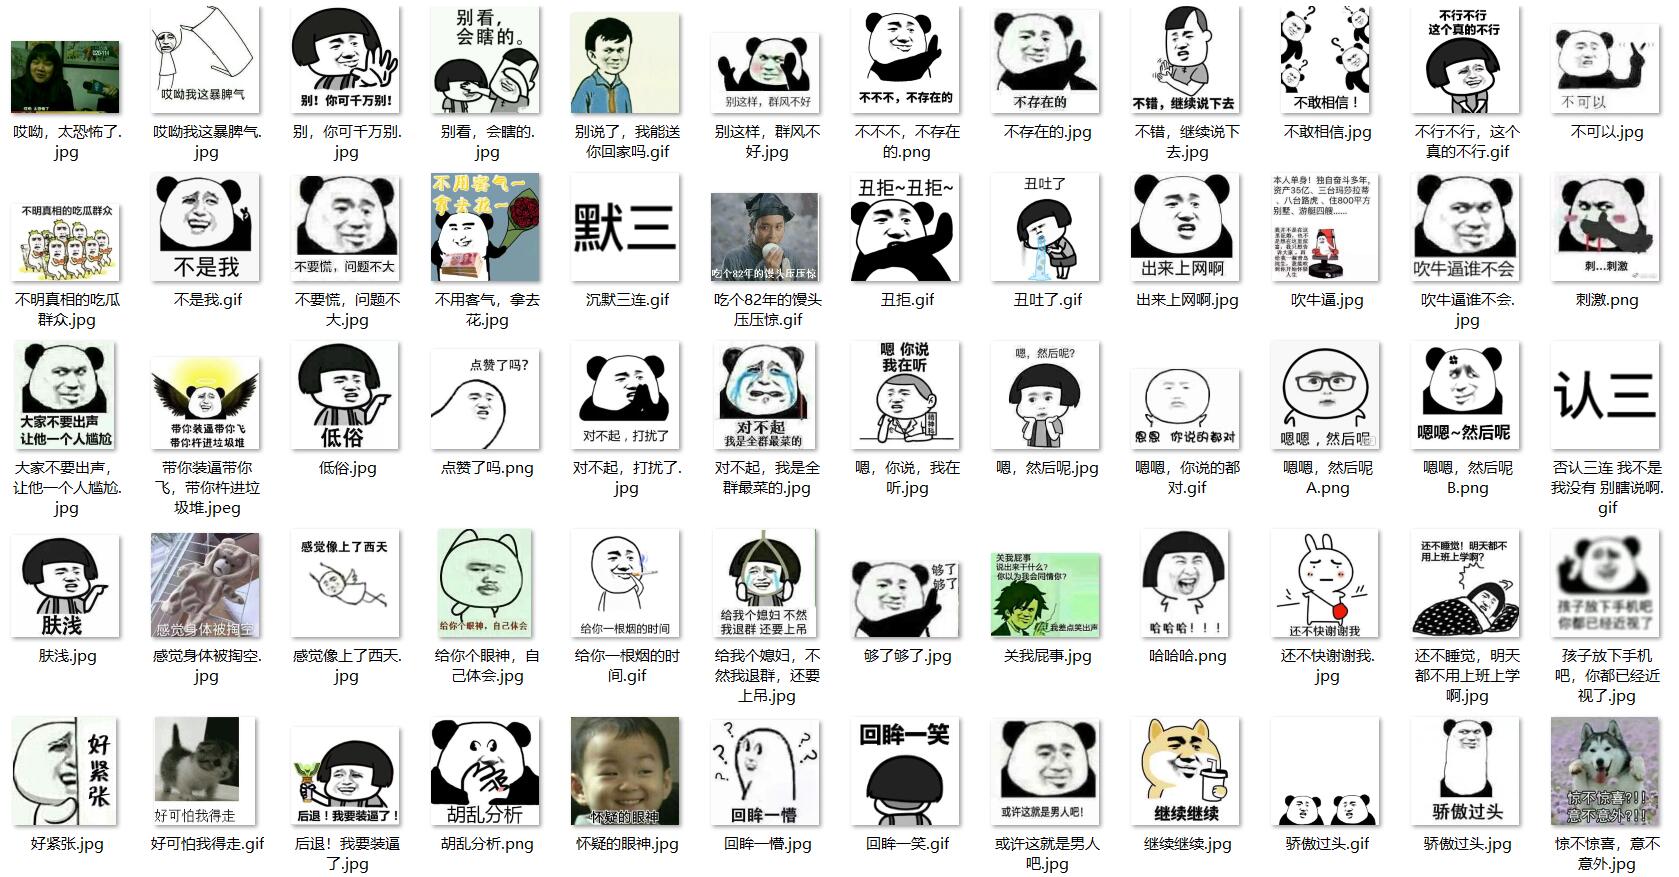 020-114
哎呦 太恐怖了
哎呦我这暴脾气
别！你可千万别!
别看，
会瞎的。
别这样，群风不好
不不不，不存在的
不存在的
不错，继续说下去
不敢相信！
不行不行
这个真的不行
不可以
哎呦，太恐怖了.
jpg
哎呦我这暴脾气.
jpg
别，你可千万别.
jpg
别看，会瞎的.
jpg
别说了，我能送
你回家吗.gif
别这样，群风不
好.jpg
不不不，不存在
的.png
不存在的.jpg
不错，继续说下
去.jpg
不敢相信.jpg
不行不行，这个
真的不行.gif
不可以.jpg
不明真相的吃瓜群众
不是我
不要慌，问题不大
不用客气一
拿去花一
默三
吃个82年的馒头压压惊
丑拒~丑拒~
丑吐了
出来上网啊
本人单身！独自奋斗多年，
资产35亿、三台玛莎拉蒂
、八台路虎 、住800平方
别墅、游艇四艘......
吹牛逼谁不会
刺...刺激
不明真相的吃瓜
群众.jpg
不是我.gif
不要慌，问题不
大.jpg
不用客气，拿去
花.jpg
沉默三连.gif
吃个82年的馒头
压压惊.gif
丑拒.gif
丑吐了.gif
出来上网啊.jpg
吹牛逼.jpg
吹牛逼谁不会.
jpg
刺激.png
大家不要出声
让他一个人尴尬
带你装逼带你飞
带你杵进垃圾堆
低俗
点赞了吗?
对不起，打扰了
对不起
我是全群最菜的
嗯 你说
我在听
精神科
嗯，然后呢?
恩恩 你说的都对
嗯嗯，然后呢
嗯嗯~然后呢
认三
大家不要出声，
让他一个人尴尬.
jpg
带你装逼带你
飞，带你杵进垃
圾堆.jpeg
低俗.jpg
点赞了吗.png
对不起，打扰了.
jpg
对不起，我是全
群最菜的.jpg
嗯，你说，我在
听.jpg
嗯，然后呢.jpg
嗯嗯，你说的都
对.gif
嗯嗯，然后呢
A.png
嗯嗯，然后呢
B.png
否认三连 我不是
我没有 别瞎说啊.
gif
肤浅
感觉身体被掏空
感觉像上了西天
给你个眼神，自己体会
给你一根烟的时间
给我个媳妇 不然
我退群 还要上吊
够了
够了
关我屁事
说出来干什么?
你以为我会同情你?
我差点笑出声
哈哈哈！！！
还不快谢谢我
还不睡觉！明天都不
用上班上学啊?
孩子放下手机吧
你都已经近视了
肤浅.jpg
感觉身体被掏空.
jpg
感觉像上了西天.
jpg
给你个眼神，自
己体会.jpg
给你一根烟的时
间.gif
给我个媳妇，不
然我退群，还要
上吊.jpg
够了够了.jpg
关我屁事.jpg
哈哈哈.png
还不快谢谢我.
jpg
还不睡觉，明天
都不用上班上学
啊.jpg
孩子放下手机
吧，你都已经近
视了.jpg
好紧张
好可怕我得走
后退！我要装逼了！
胡乱分析
怀疑的眼神
回眸一懵
回眸一笑
或许这就是男人吧!
继续继续
骄傲过头
惊不惊喜?!!
意不意外?!!
好紧张.jpg
好可怕我得走.gif
后退！我要装逼
了.jpg
胡乱分析.png
怀疑的眼神.jpg
回眸一懵.jpg
回眸一笑.gif
或许这就是男人
吧.jpg
继续继续.jpg
骄傲过头.gif
骄傲过头.jpg
惊不惊喜，意不
意外.jpg